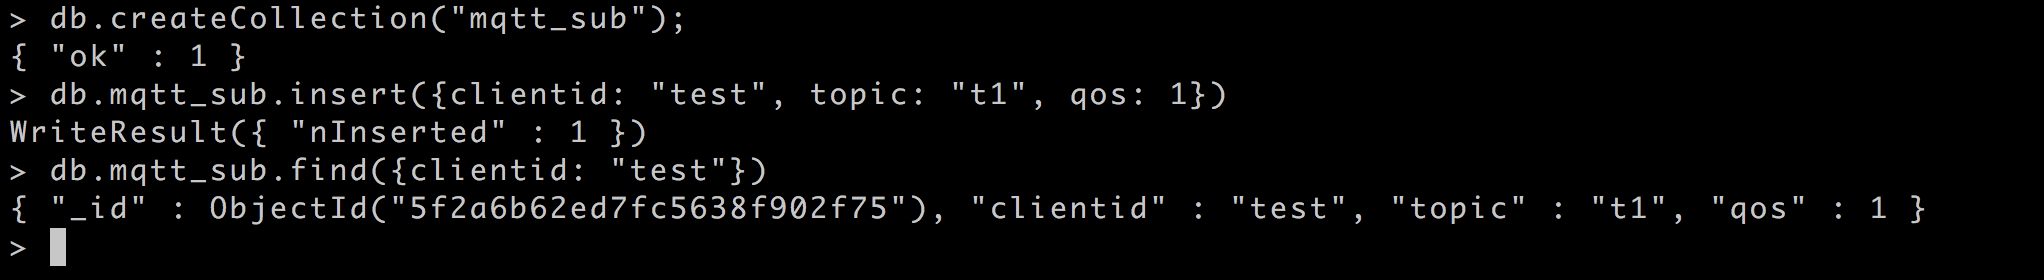 > db.createCollection("mqtt_sub");
{ "ok" : 1 }
> db.mqtt_sub.insert({clientid: "test", topic: "t1", qos: 1})
WriteResult({ "nInserted" : 1 })
> db.mqtt_sub.find({clientid: "test"})
{ "_id" : ObjectId("5f2a6b62ed7fc5638f902f75"), "clientid" : "test", "topic" : "t1", "qos" : 1 }
>